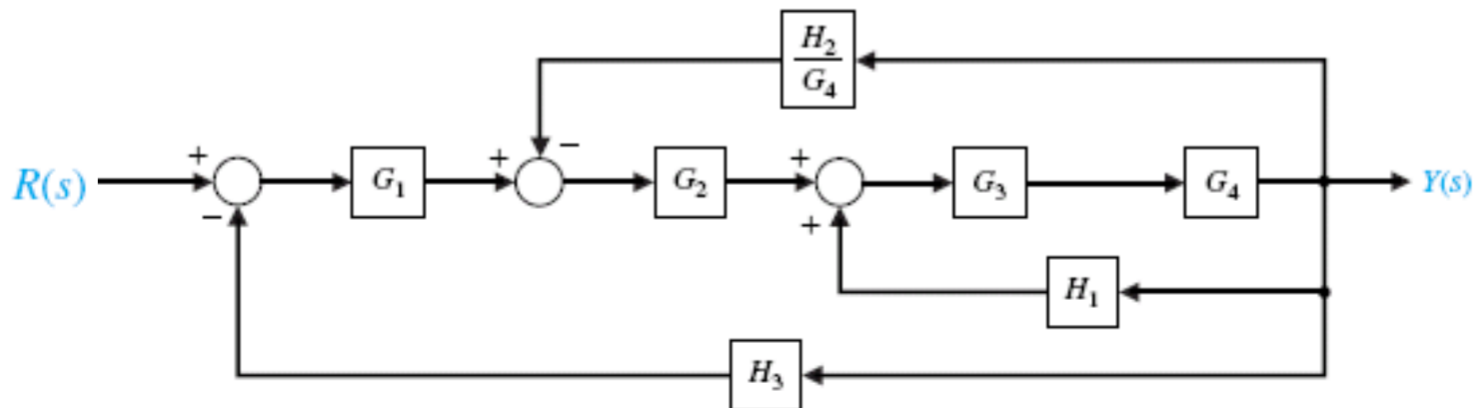 H₂
G₄
+ − + +
R(s) G₁ G₂ G₃ G₄ Y(s)
− +
H₁
H₃